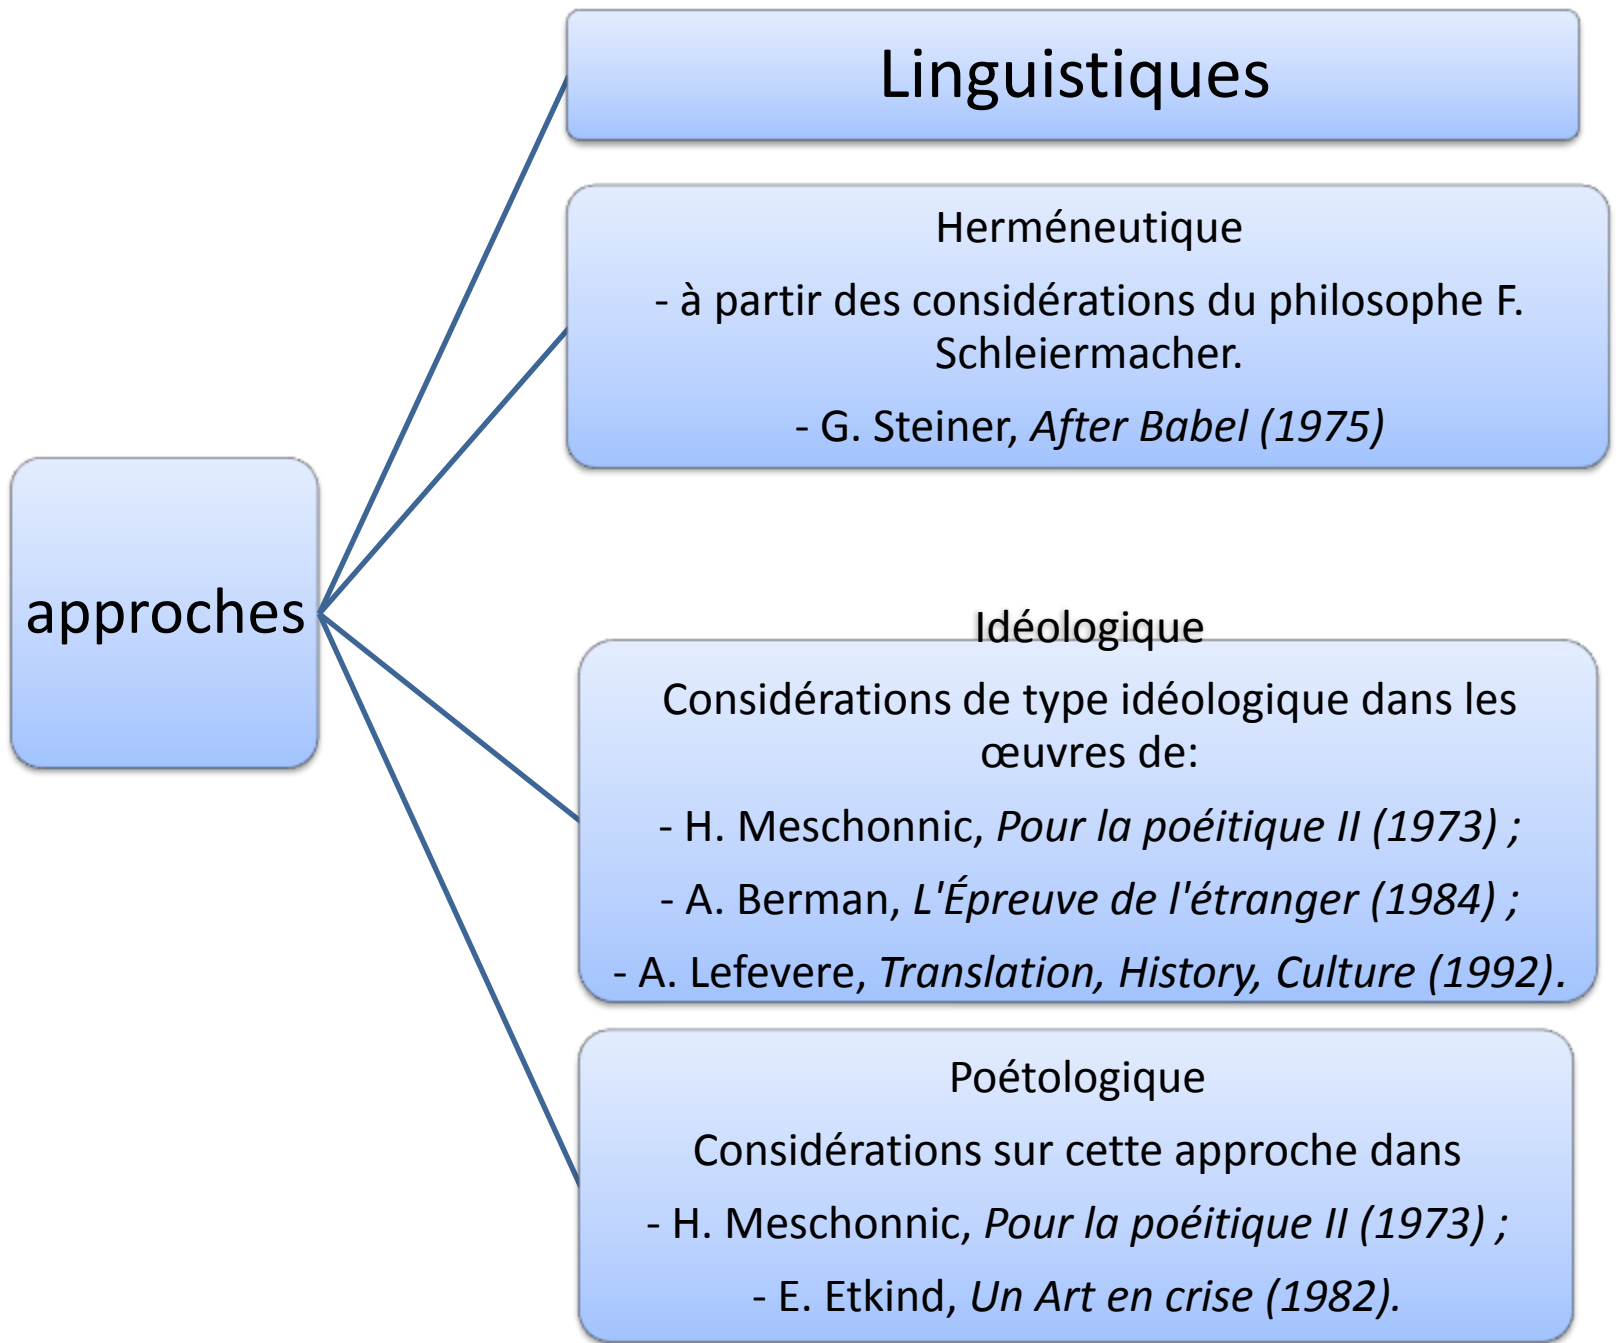 Linguistiques
Herméneutique
- à partir des considérations du philosophe F.
Schleiermacher.
- G. Steiner, After Babel (1975)
approches
Idéologique
Considérations de type idéologique dans les
œuvres de:
- H. Meschonnic, Pour la poéitique II (1973) ;
- A. Berman, L'Épreuve de l'étranger (1984) ;
- A. Lefevere, Translation, History, Culture (1992).
Poétologique
Considérations sur cette approche dans
- H. Meschonnic, Pour la poéitique II (1973) ;
- E. Etkind, Un Art en crise (1982).